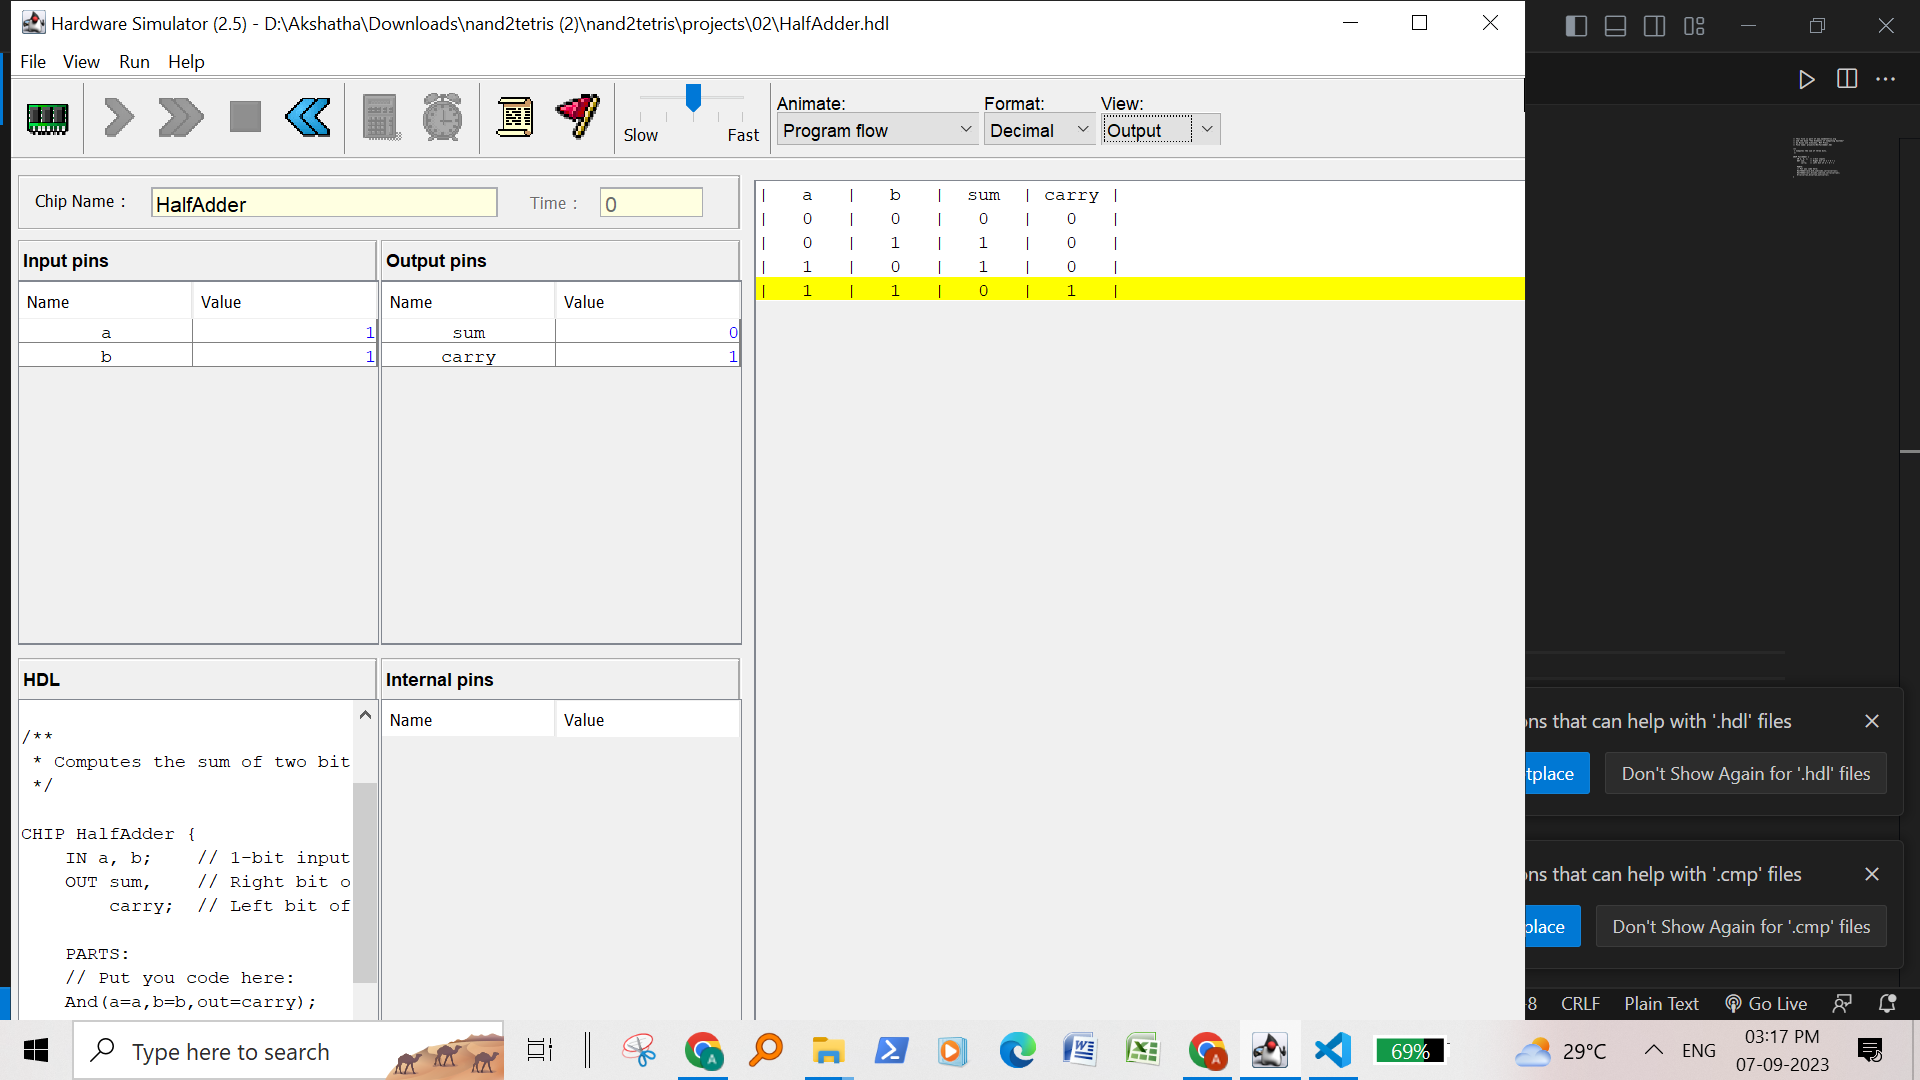 Hardware Simulator (2.5) - D:\Akshatha\Downloads\nand2tetris (2)\nand2tetris\projects\02\HalfAdder.hdl
File View Run Help
Slow Fast
Animate: Format: View:
Program flow Decimal Output
Chip Name : HalfAdder Time : 0
Input pins
Name Value
a 1
b 1
Output pins
Name Value
sum 0
carry 1
| a | b | sum | carry |
| 0 | 0 | 0 | 0 |
| 0 | 1 | 1 | 0 |
| 1 | 0 | 1 | 0 |
| 1 | 1 | 0 | 1 |
HDL
/**
* Computes the sum of two bit
*/
CHIP HalfAdder {
IN a, b; // 1-bit input
OUT sum, // Right bit o
carry; // Left bit of
PARTS:
// Put you code here:
And(a=a,b=b,out=carry);
Internal pins
Name Value
ons that can help with '.hdl' files
tplace Don't Show Again for '.hdl' files
ons that can help with '.cmp' files
place Don't Show Again for '.cmp' files
-8 CRLF Plain Text Go Live
Type here to search
69%
29°C
ENG
03:17 PM
07-09-2023